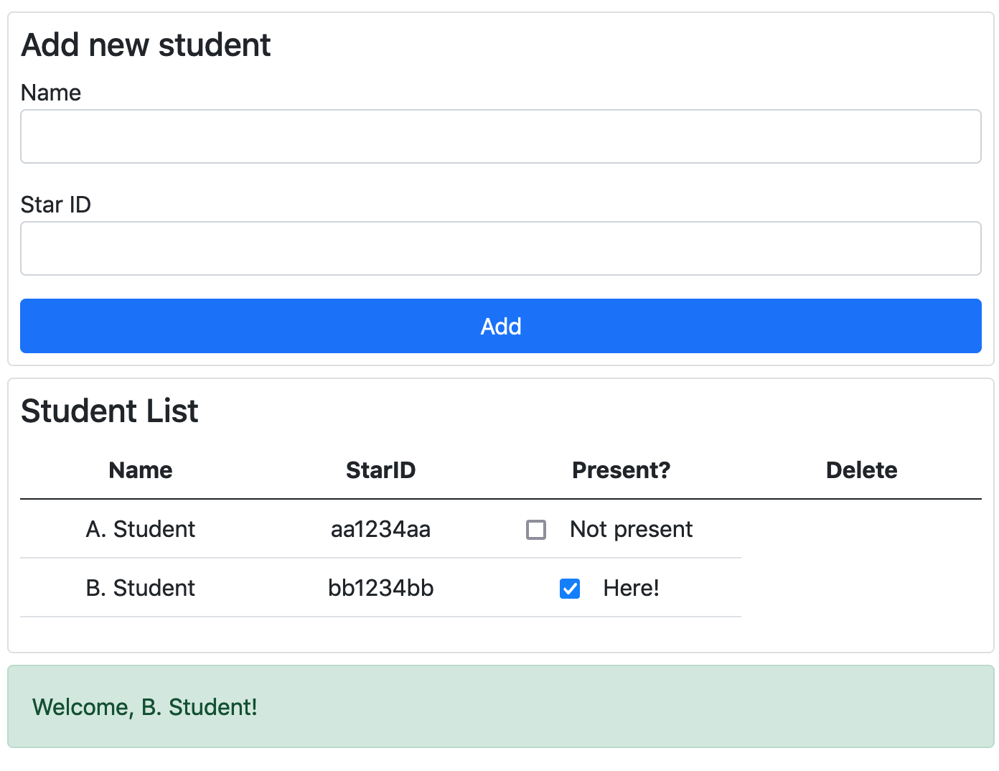 Add new student
Name
Star ID
Add
Student List
Name StarID Present? Delete
A. Student aa1234aa Not present
B. Student bb1234bb Here!
Welcome, B. Student!